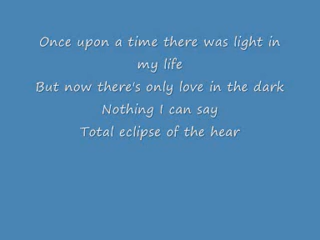 Once upon a time there was light in
my life
But now there's only love in the dark
Nothing I can say
Total eclipse of the hear